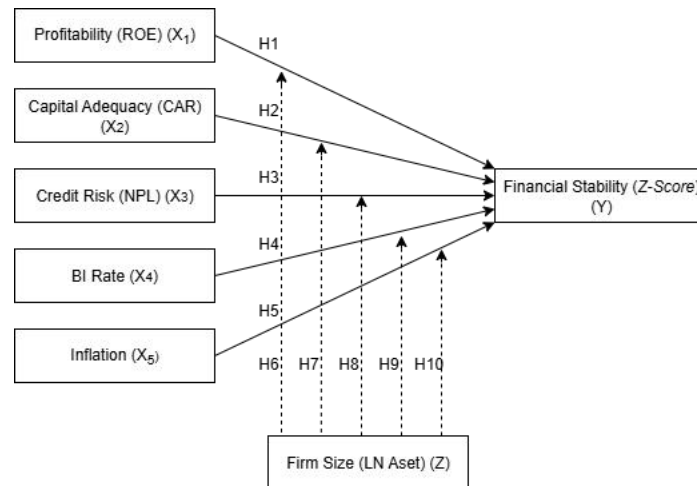 Profitability (ROE) (X1)
H1
Capital Adequacy (CAR)
(X2)
H2
Credit Risk (NPL) (X3)
H3
Financial Stability (Z-Score)
(Y)
BI Rate (X4)
H4
Inflation (X5)
H5
H6
H7
H8
H9
H10
Firm Size (LN Aset) (Z)